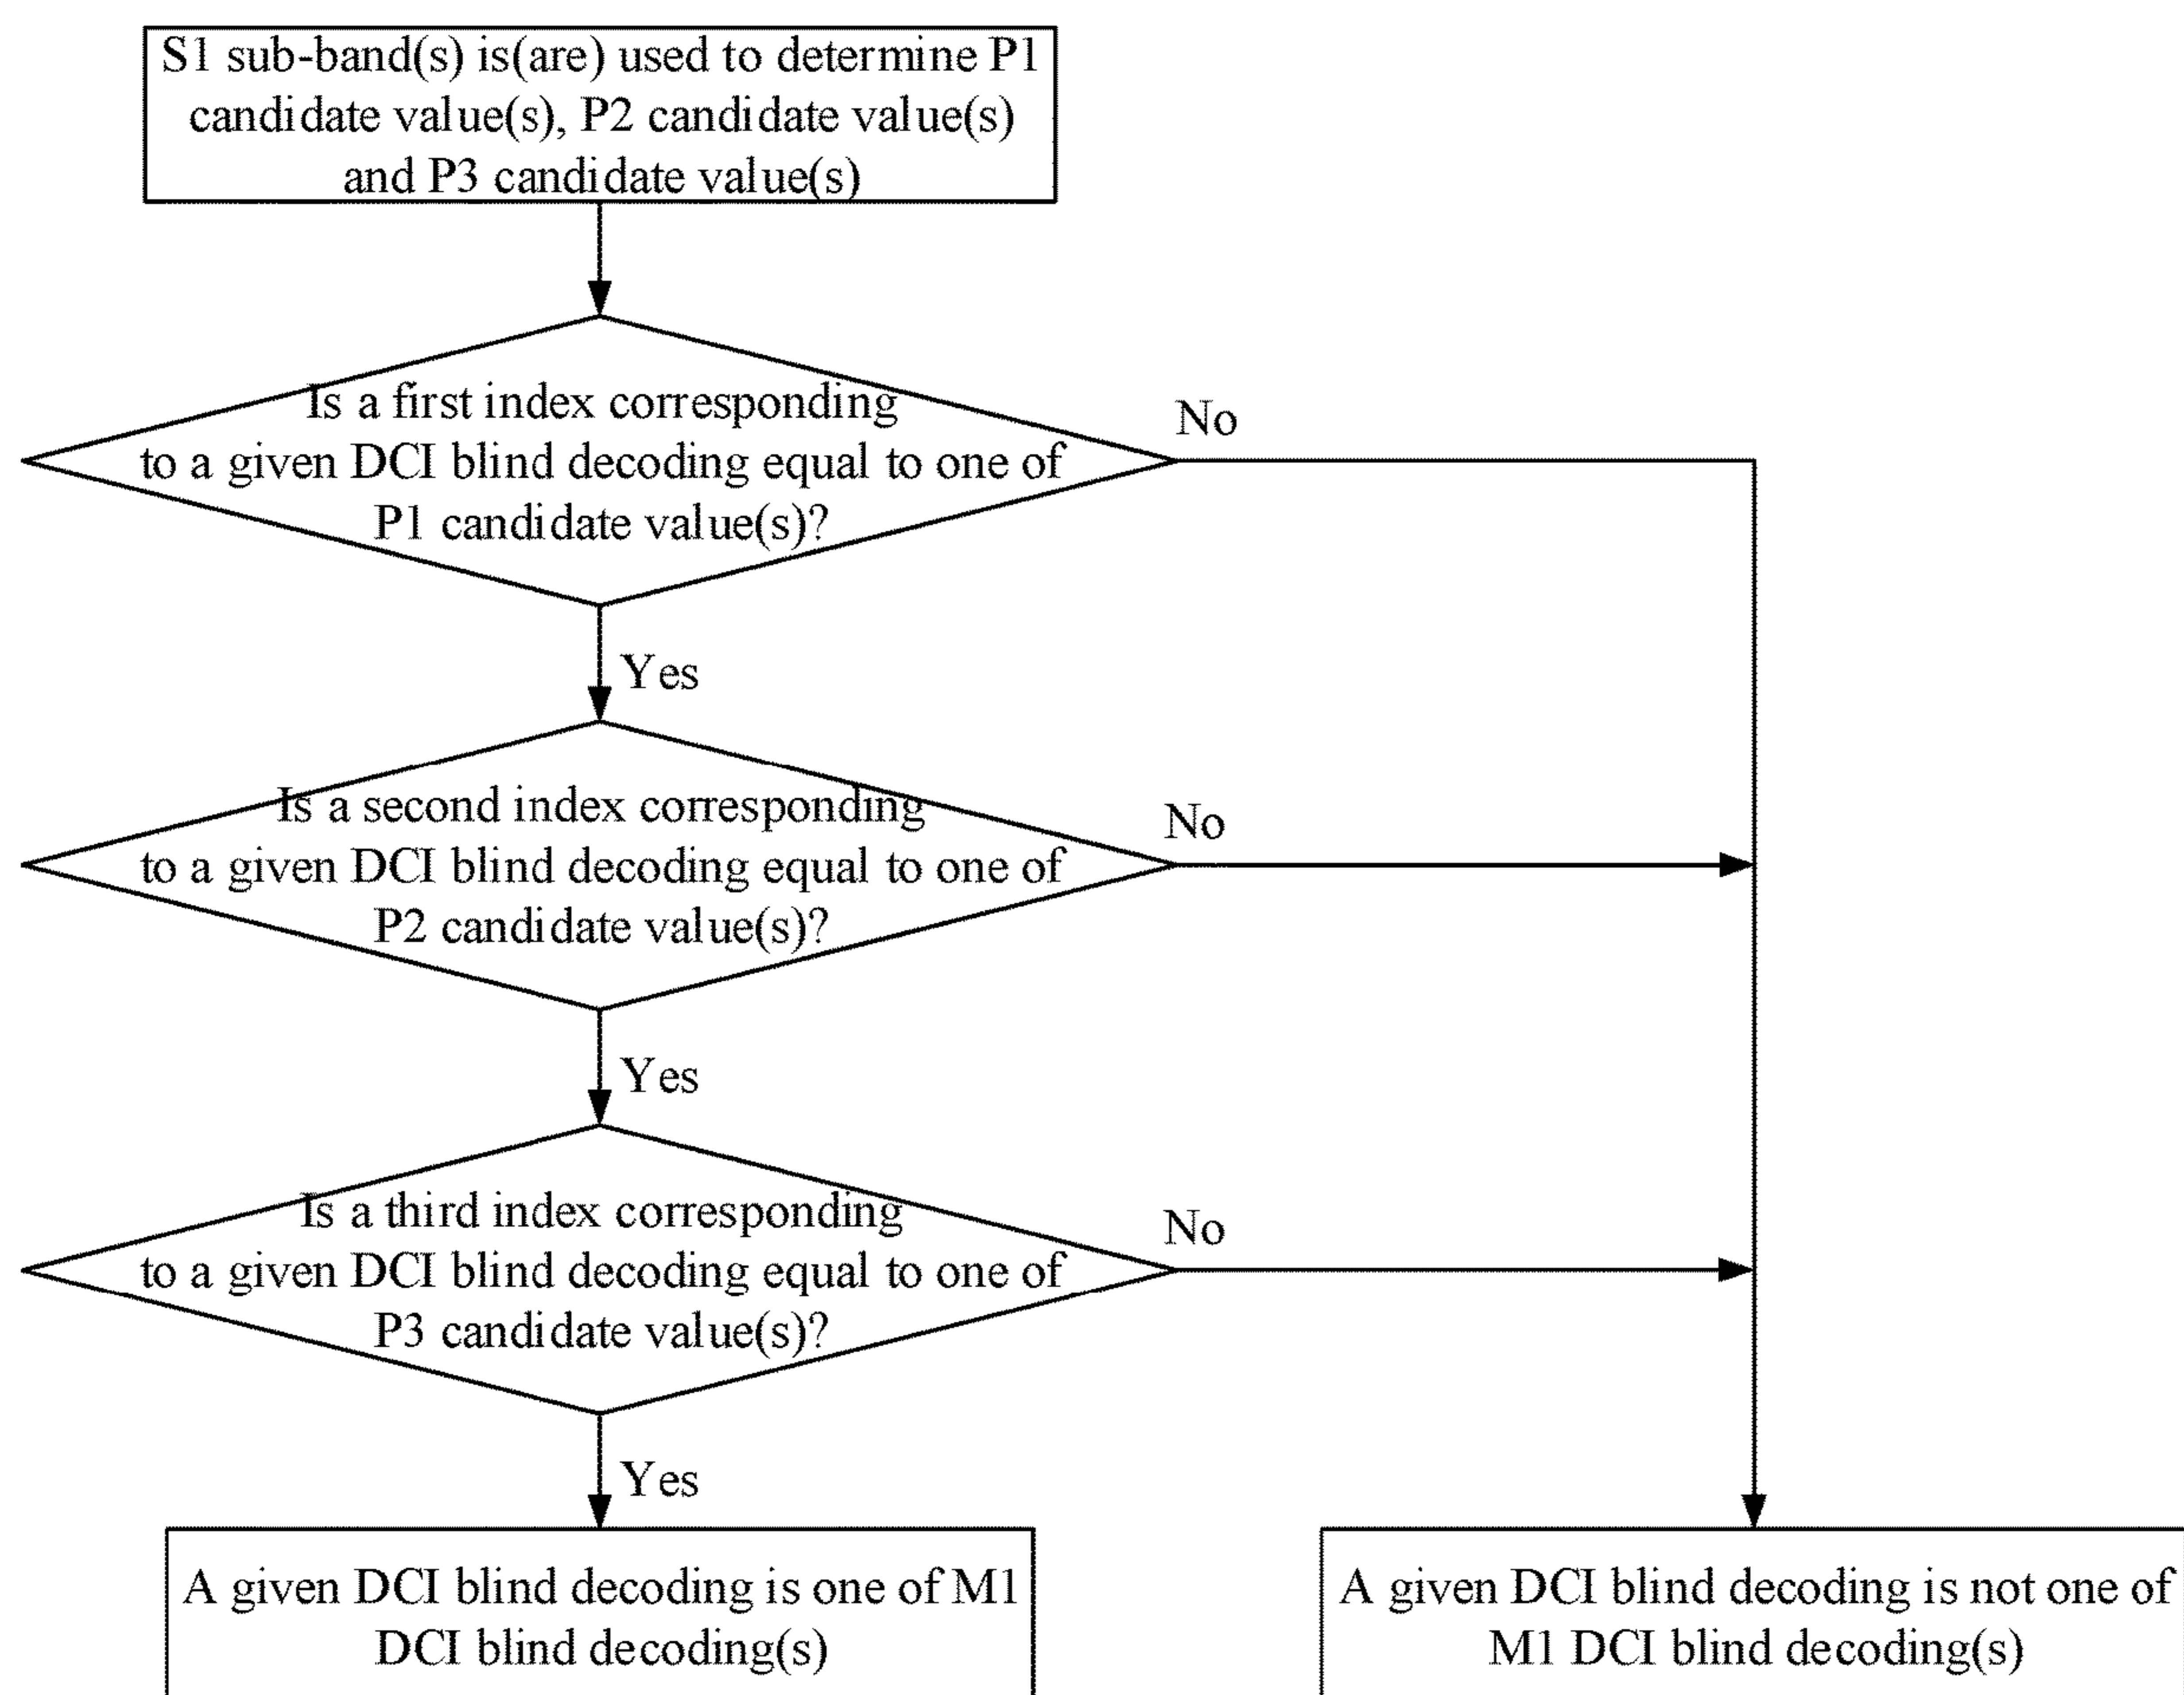 S1 sub-band(s) is(are) used to determine P1
candidate value(s), P2 candidate value(s)
and P3 candidate value(s)
Is a first index corresponding
to a given DCI blind decoding equal to one of
P1 candidate value(s)?
No
Yes
Is a second index corresponding
to a given DCI blind decoding equal to one of
P2 candidate value(s)?
No
Yes
Is a third index corresponding
to a given DCI blind decoding equal to one of
P3 candidate value(s)?
No
Yes
A given DCI blind decoding is one of M1
DCI blind decoding(s)
A given DCI blind decoding is not one of
M1 DCI blind decoding(s)